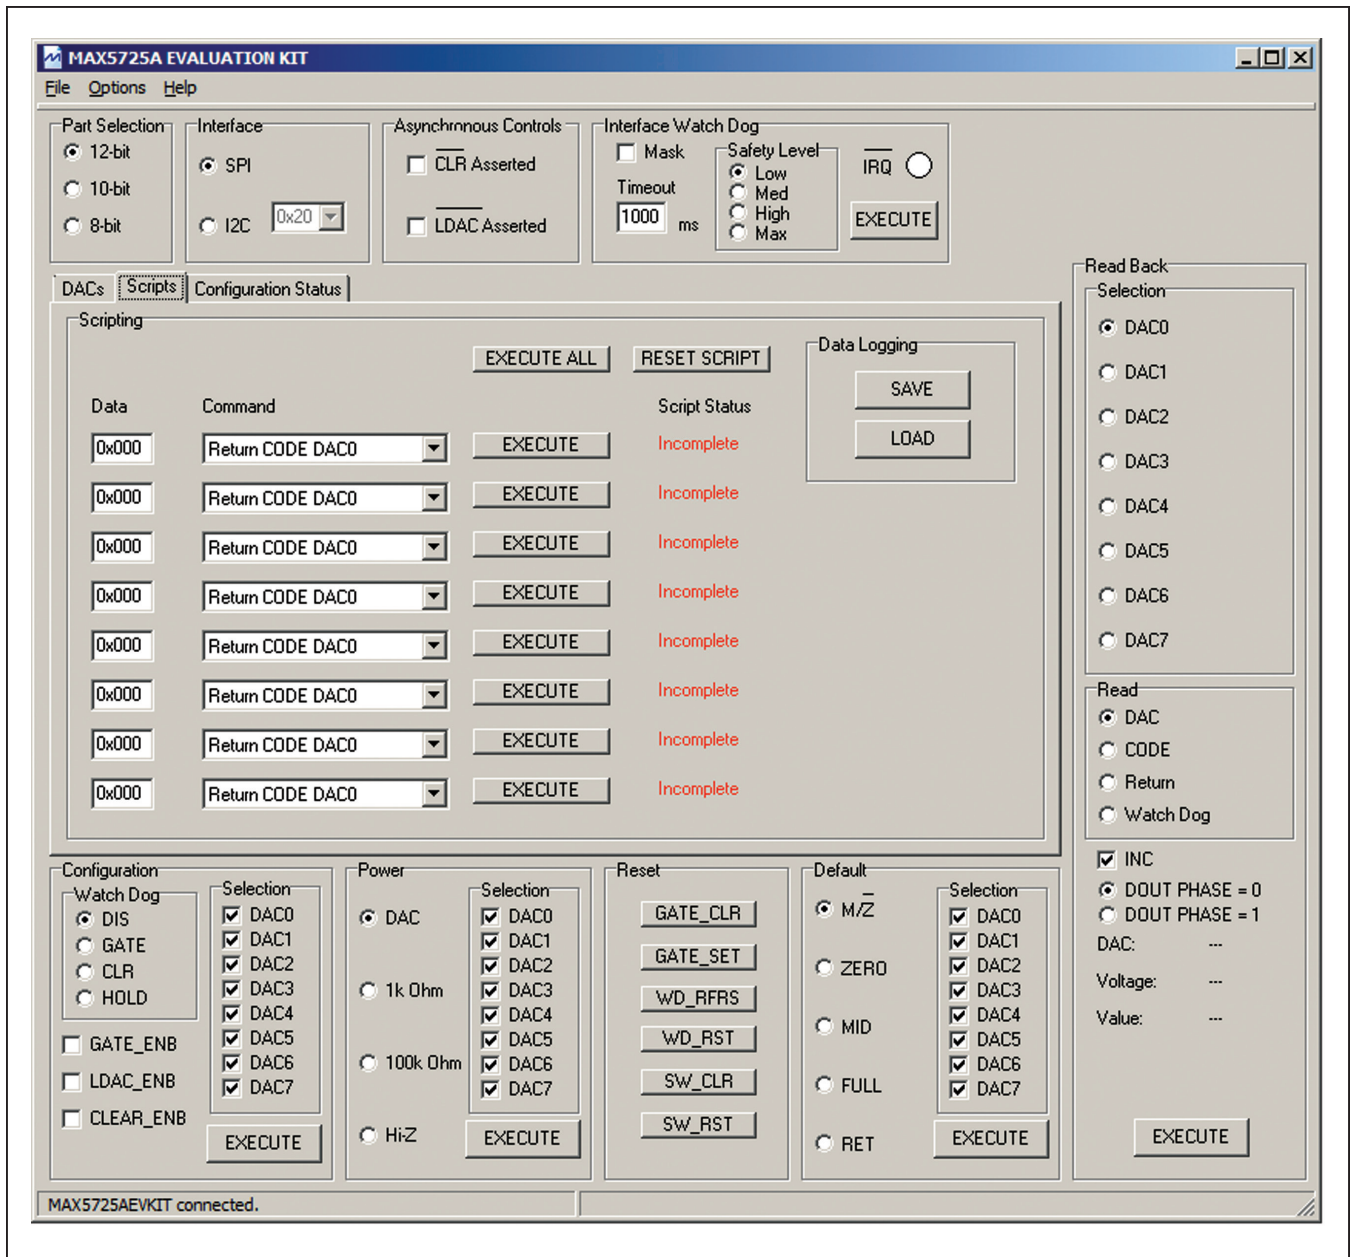 MAX5725A EVALUATION KIT
File Options Help
Part Selection
12-bit
10-bit
8-bit
Interface
SPI
I2C 0x20
Asynchronous Controls
CLR Asserted
LDAC Asserted
Interface Watch Dog
Mask
Timeout
1000 ms
Safety Level
Low
Med
High
Max
IRQ
EXECUTE
DACs Scripts Configuration Status
Scripting
EXECUTE ALL RESET SCRIPT
Data Logging
SAVE
LOAD
Data Command Script Status
0x000 Return CODE DAC0 EXECUTE Incomplete
0x000 Return CODE DAC0 EXECUTE Incomplete
0x000 Return CODE DAC0 EXECUTE Incomplete
0x000 Return CODE DAC0 EXECUTE Incomplete
0x000 Return CODE DAC0 EXECUTE Incomplete
0x000 Return CODE DAC0 EXECUTE Incomplete
0x000 Return CODE DAC0 EXECUTE Incomplete
0x000 Return CODE DAC0 EXECUTE Incomplete
Read Back
Selection
DAC0
DAC1
DAC2
DAC3
DAC4
DAC5
DAC6
DAC7
Read
DAC
CODE
Return
Watch Dog
INC
DOUT PHASE = 0
DOUT PHASE = 1
DAC: ---
Voltage: ---
Value: ---
EXECUTE
Configuration
Watch Dog
DIS
GATE
CLR
HOLD
GATE_ENB
LDAC_ENB
CLEAR_ENB
Selection
DAC0
DAC1
DAC2
DAC3
DAC4
DAC5
DAC6
DAC7
EXECUTE
Power
DAC
1k Ohm
100k Ohm
Hi-Z
Selection
DAC0
DAC1
DAC2
DAC3
DAC4
DAC5
DAC6
DAC7
EXECUTE
Reset
GATE_CLR
GATE_SET
WD_RFRS
WD_RST
SW_CLR
SW_RST
Default
M/Z̅
ZERO
MID
FULL
RET
Selection
DAC0
DAC1
DAC2
DAC3
DAC4
DAC5
DAC6
DAC7
EXECUTE
MAX5725AEVKIT connected.